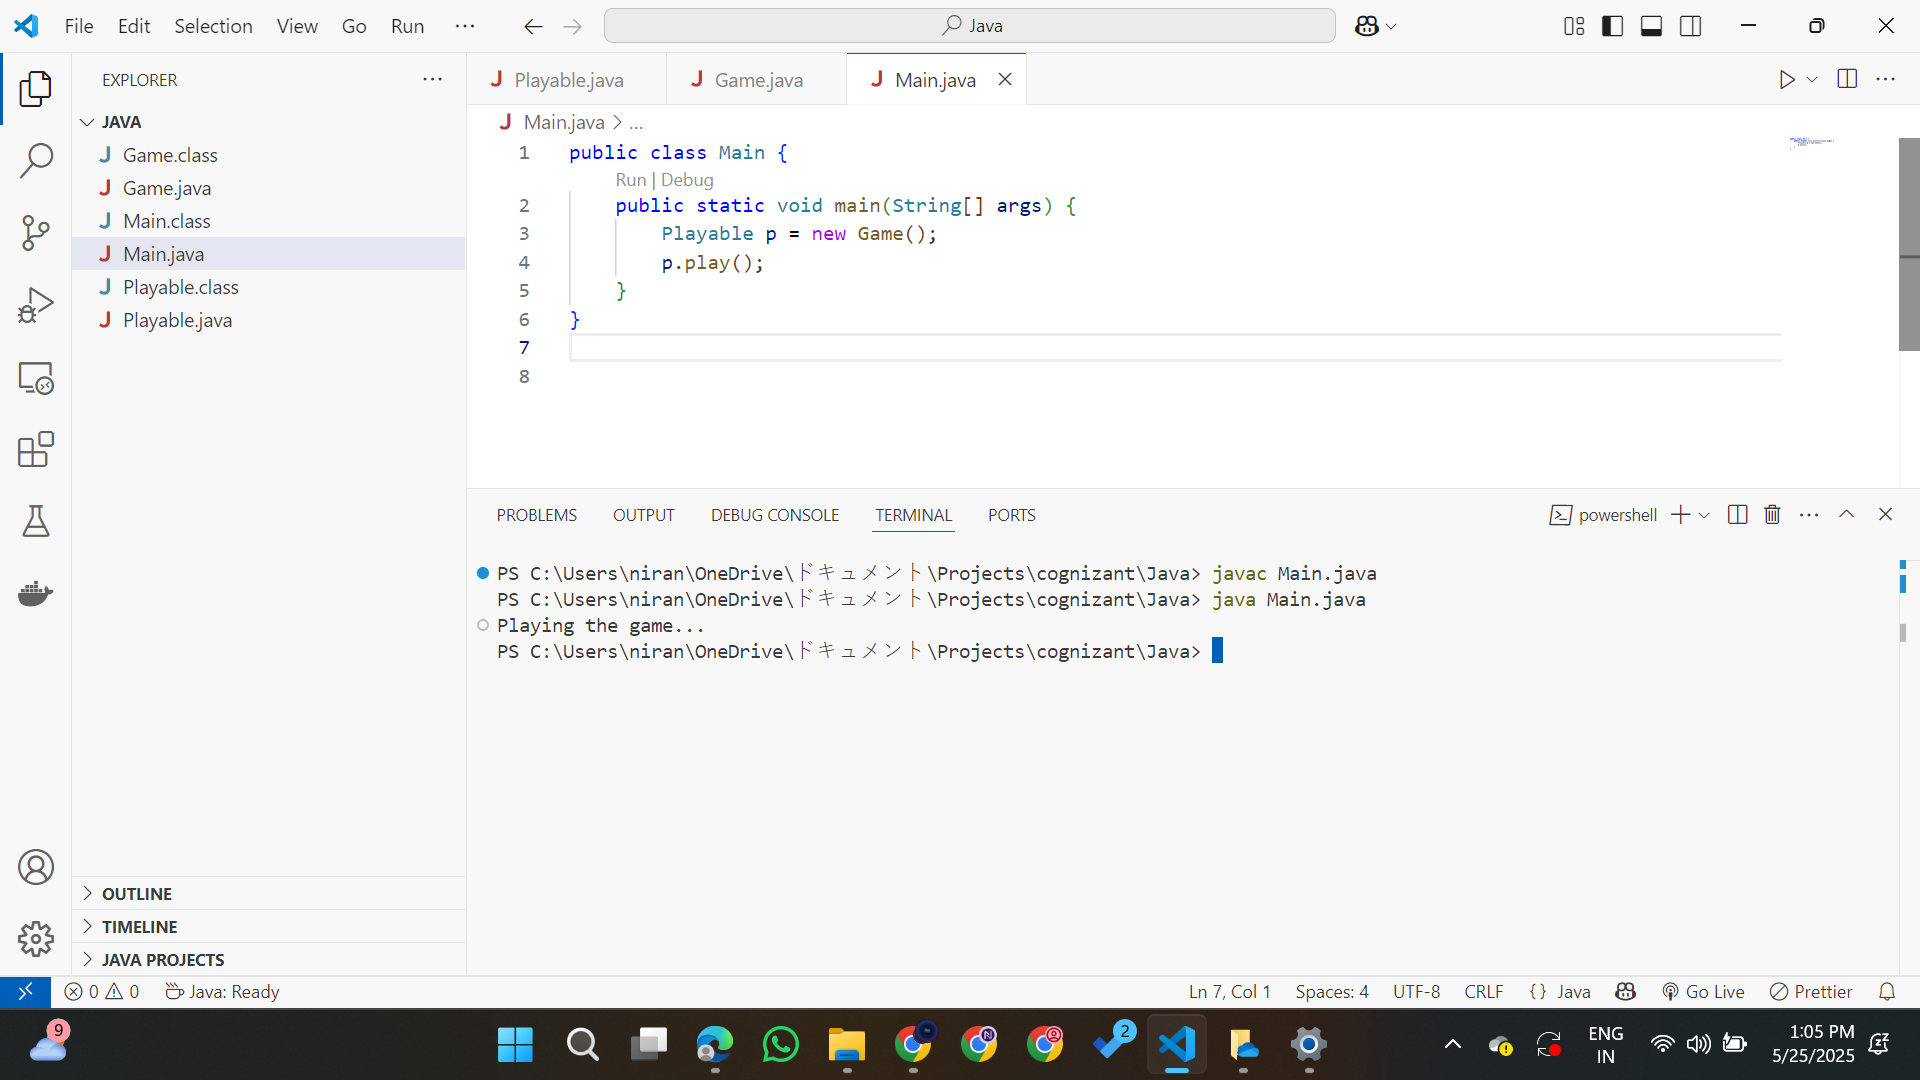 File Edit Selection View Go Run ...
Java
EXPLORER ...
JAVA
Game.class
Game.java
Main.class
Main.java
Playable.class
Playable.java
OUTLINE
TIMELINE
JAVA PROJECTS
J Playable.java J Game.java J Main.java
J Main.java > ...
1 public class Main {
Run | Debug
2 public static void main(String[] args) {
3 Playable p = new Game();
4 p.play();
5 }
6 }
7
8
PROBLEMS OUTPUT DEBUG CONSOLE TERMINAL PORTS
powershell
PS C:\Users\niran\OneDrive\ドキュメント\Projects\cognizant\Java> javac Main.java
PS C:\Users\niran\OneDrive\ドキュメント\Projects\cognizant\Java> java Main.java
Playing the game...
PS C:\Users\niran\OneDrive\ドキュメント\Projects\cognizant\Java>
0 0 Java: Ready
Ln 7, Col 1 Spaces: 4 UTF-8 CRLF {} Java Go Live Prettier
9
N
2
ENG
IN
1:05 PM
5/25/2025